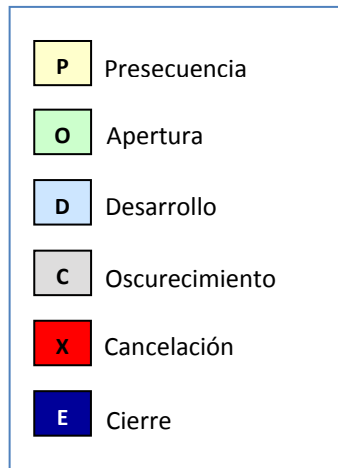 P Presecuencia
O Apertura
D Desarrollo
C Oscurecimiento
X Cancelación
E Cierre